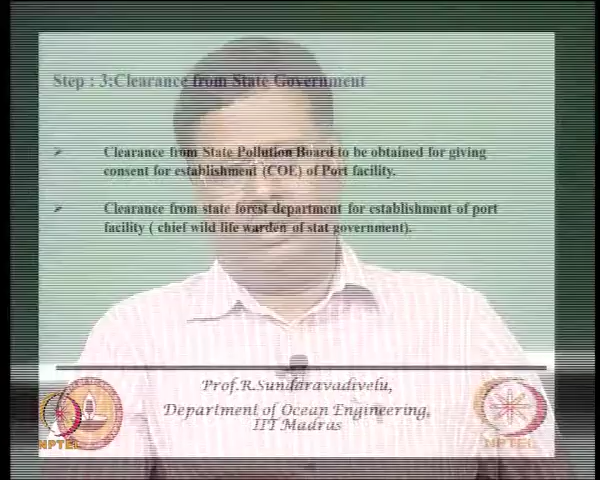 Step : 3:Clearance from State Government
➢ Clearance from State Pollution Board to be obtained for giving
consent for establishment (COE) of Port facility.
➢ Clearance from state forest department for establishment of port
facility ( chief wild life warden of stat government).
Prof.R.Sundaravadivelu,
Department of Ocean Engineering,
IIT Madras
NPTEL
NPTEL